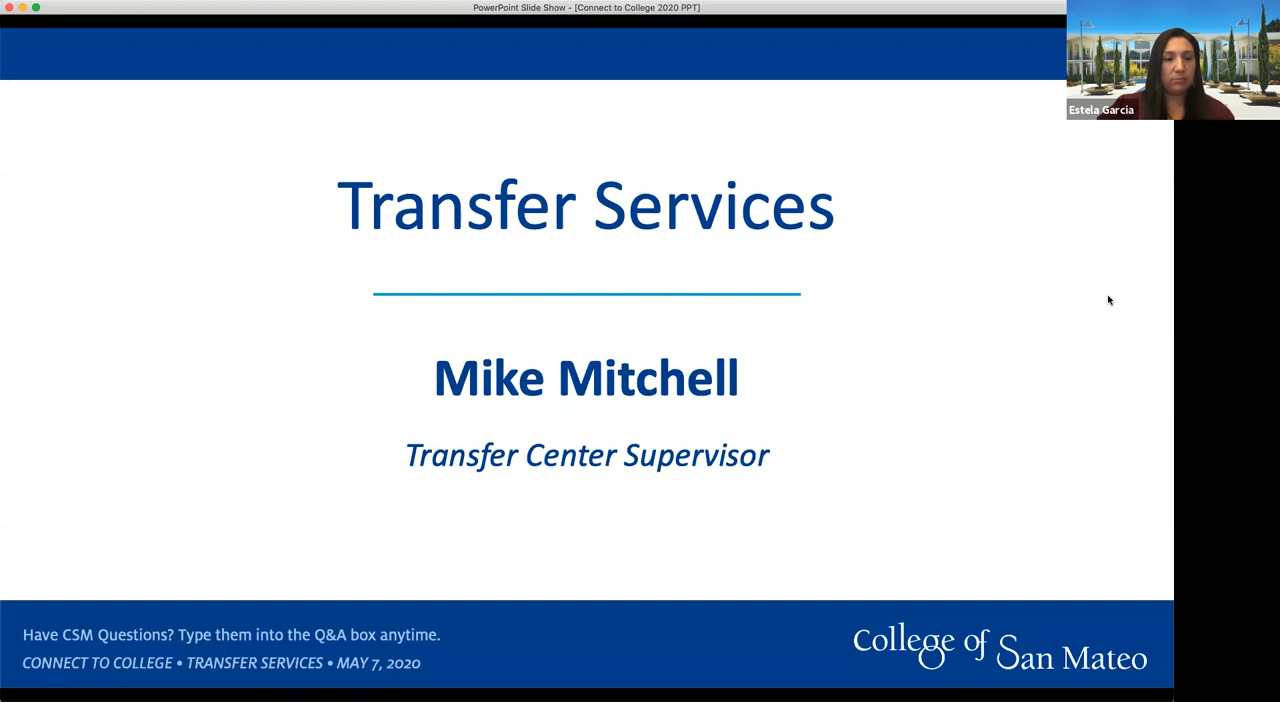 PowerPoint Slide Show - [Connect to College 2020 PPT]
Estela Garcia
Transfer Services
Mike Mitchell
Transfer Center Supervisor
Have CSM Questions? Type them into the Q&A box anytime.
CONNECT TO COLLEGE • TRANSFER SERVICES • MAY 7, 2020
College of San Mateo